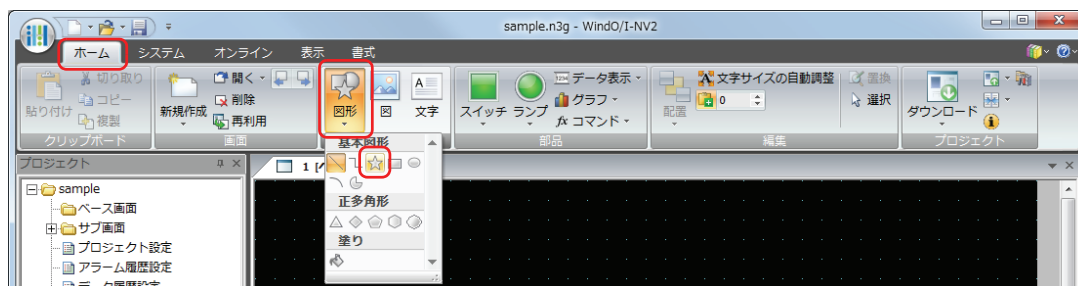 sample.n3g - WindO/I-NV2
ホーム システム オンライン 表示 書式
貼り付け 切り取り コピー 複製
新規作成 開く 削除 再利用
図形 図 文字
A
スイッチ ランプ データ表示 グラフ fx コマンド
配置 文字サイズの自動調整 0 置換 選択
ダウンロード
クリップボード 画面 部品 編集 プロジェクト
基本図形
正多角形
塗り
プロジェクト
1
sample
ベース画面
サブ画面
プロジェクト設定
アラーム履歴設定